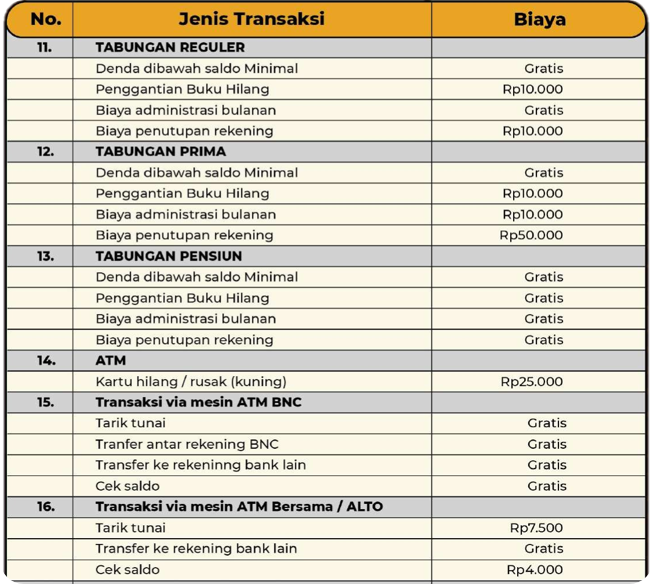 No. Jenis Transaksi Biaya
11. TABUNGAN REGULER
Denda dibawah saldo Minimal Gratis
Penggantian Buku Hilang Rp10.000
Biaya administrasi bulanan Gratis
Biaya penutupan rekening Rp10.000
12. TABUNGAN PRIMA
Denda dibawah saldo Minimal Gratis
Penggantian Buku Hilang Rp10.000
Biaya administrasi bulanan Rp10.000
Biaya penutupan rekening Rp50.000
13. TABUNGAN PENSIUN
Denda dibawah saldo Minimal Gratis
Penggantian Buku Hilang Gratis
Biaya administrasi bulanan Gratis
Biaya penutupan rekening Gratis
14. ATM
Kartu hilang / rusak (kuning) Rp25.000
15. Transaksi via mesin ATM BNC
Tarik tunai Gratis
Tranfer antar rekening BNC Gratis
Transfer ke rekeninng bank lain Gratis
Cek saldo Gratis
16. Transaksi via mesin ATM Bersama / ALTO
Tarik tunai Rp7.500
Transfer ke rekening bank lain Gratis
Cek saldo Rp4.000